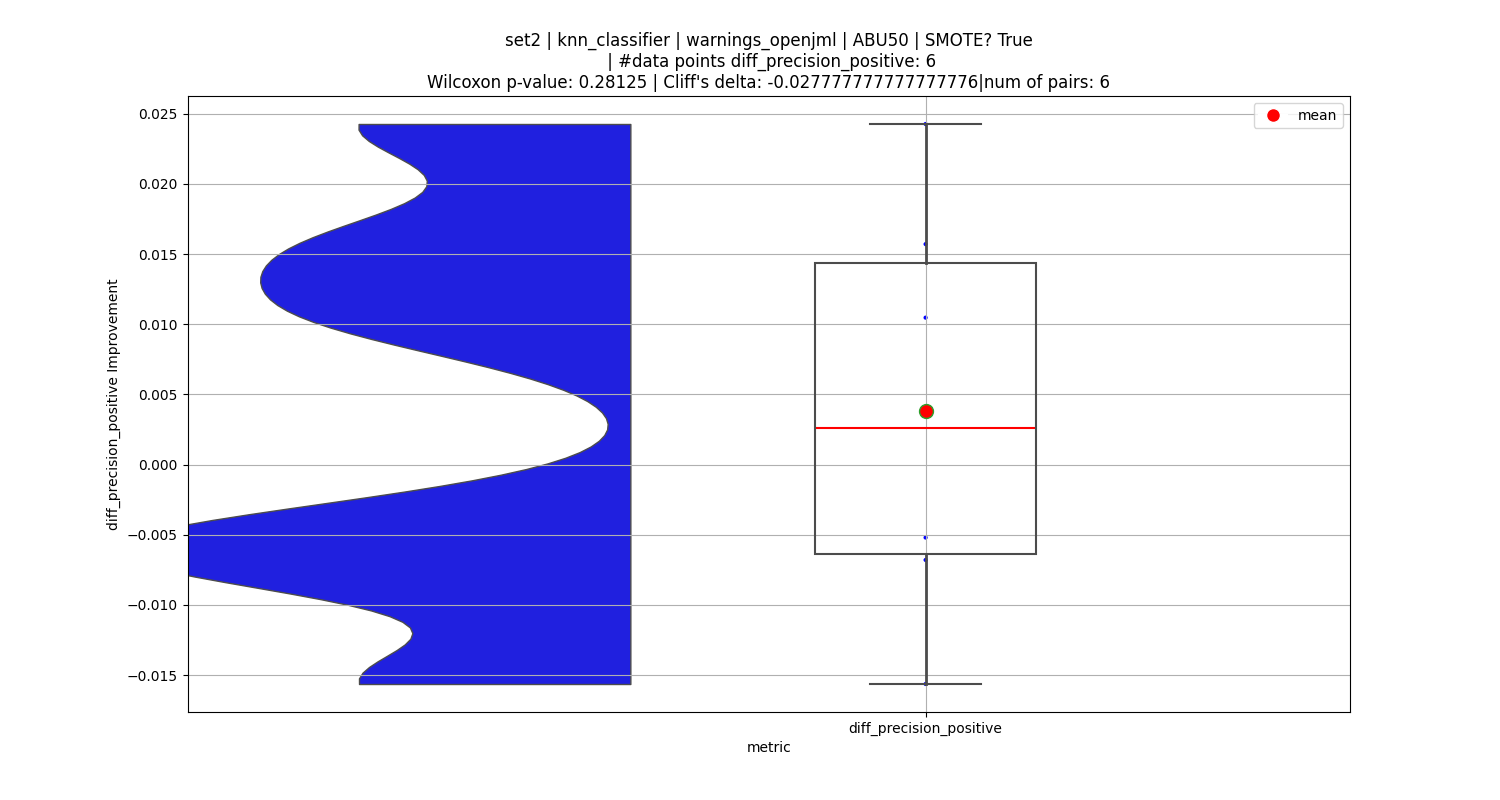 set2 | knn_classifier | warnings_openjml | ABU50 | SMOTE? True
| #data points diff_precision_positive: 6
Wilcoxon p-value: 0.28125 | Cliff's delta: -0.027777777777777776|num of pairs: 6
mean
0.025
0.020
0.015
0.010
0.005
0.000
−0.005
−0.010
−0.015
diff_precision_positive Improvement
diff_precision_positive
metric